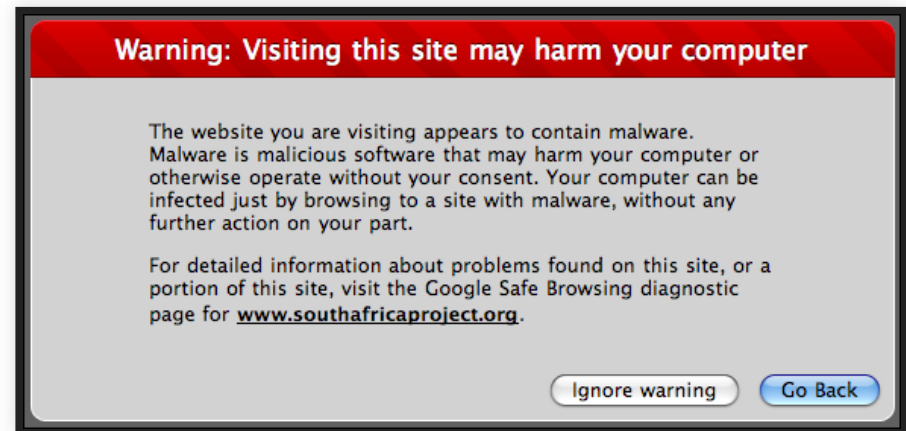 Warning: Visiting this site may harm your computer
The website you are visiting appears to contain malware.
Malware is malicious software that may harm your computer or
otherwise operate without your consent. Your computer can be
infected just by browsing to a site with malware, without any
further action on your part.
For detailed information about problems found on this site, or a
portion of this site, visit the Google Safe Browsing diagnostic
page for www.southafricaproject.org.
Ignore warning Go Back